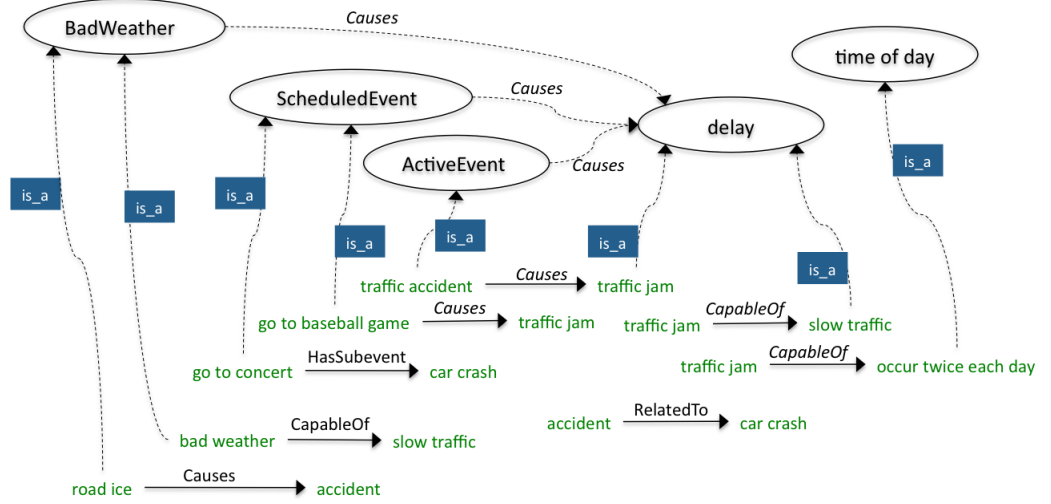 Causes
BadWeather
time of day
ScheduledEvent
Causes
delay
ActiveEvent
Causes
is_a
is_a
is_a
is_a
is_a
is_a
is_a
is_a
traffic accident Causes traffic jam
go to baseball game Causes traffic jam
traffic jam CapableOf slow traffic
go to concert HasSubevent car crash
traffic jam CapableOf occur twice each day
accident RelatedTo car crash
bad weather CapableOf slow traffic
road ice Causes accident